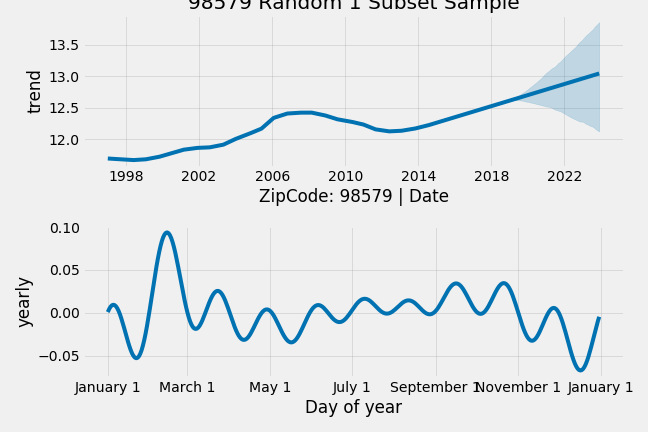 98579 Random 1 Subset Sample
13.5
13.0
12.5
12.0
trend
1998 2002 2006 2010 2014 2018 2022
ZipCode: 98579 | Date
0.10
0.05
0.00
−0.05
yearly
January 1 March 1 May 1 July 1 September 1 November 1 January 1
Day of year